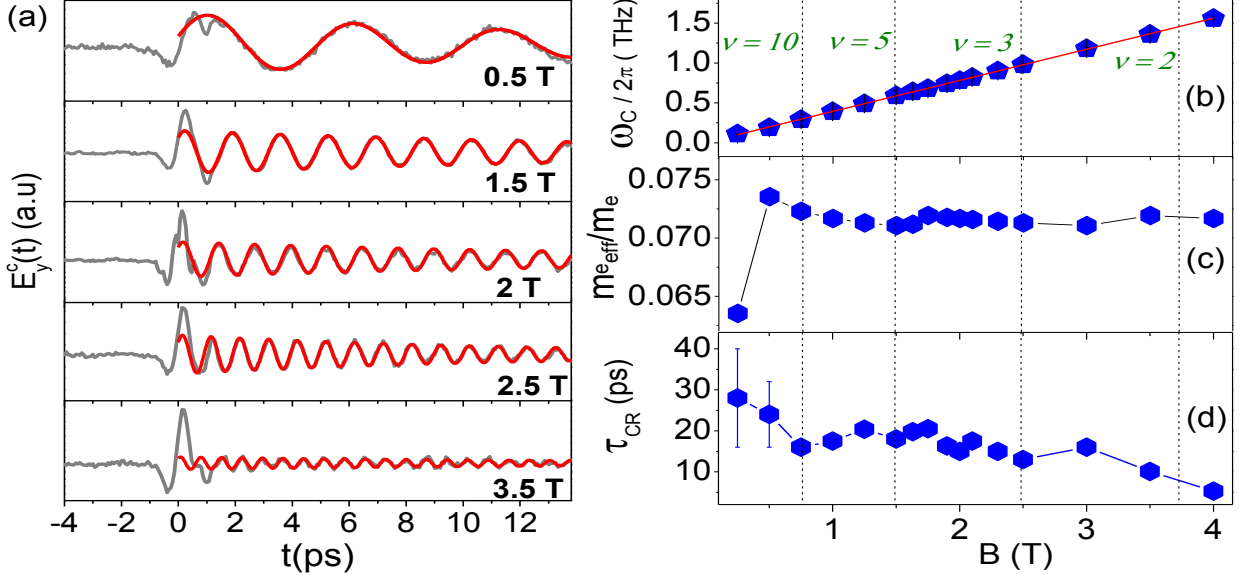 (a)
0.5 T
1.5 T
2 T
2.5 T
3.5 T
E_y^c(t) (a.u)
-4 -2 0 2 4 6 8 10 12
t(ps)
1.5
1.0
0.5
0.0
ω_C / 2π ( THz)
ν = 10
ν = 5
ν = 3
ν = 2
(b)
0.075
0.070
0.065
m^e_eff/m_e
(c)
40
30
20
10
τ_CR (ps)
(d)
1 2 3 4
B (T)